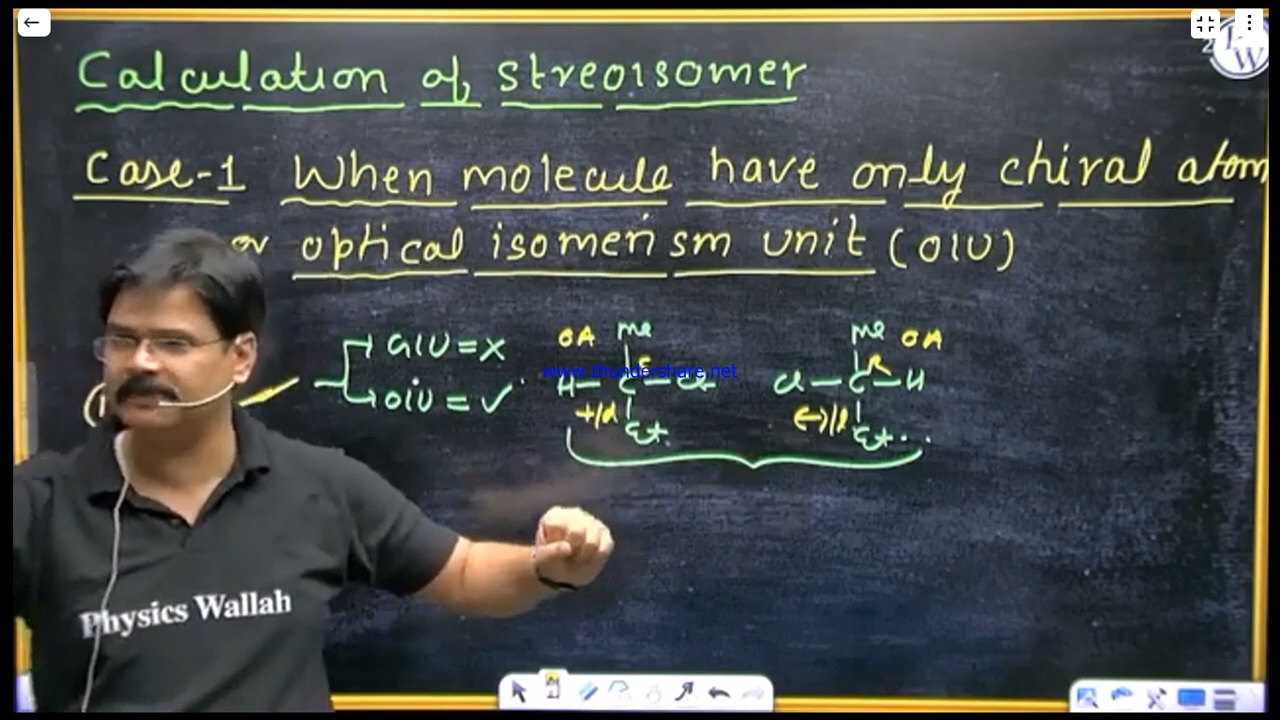 Calculation of streoisomer
Case-1 When molecule have only chiral atom
or optical isomerism unit (OIU)
GIU = X
OIU = ✓
OA Me
H - C - Cl
+/d
Et
Me OA
Cl - C - H
(-)/l
Et
www.thundershare.net
Physics Wallah